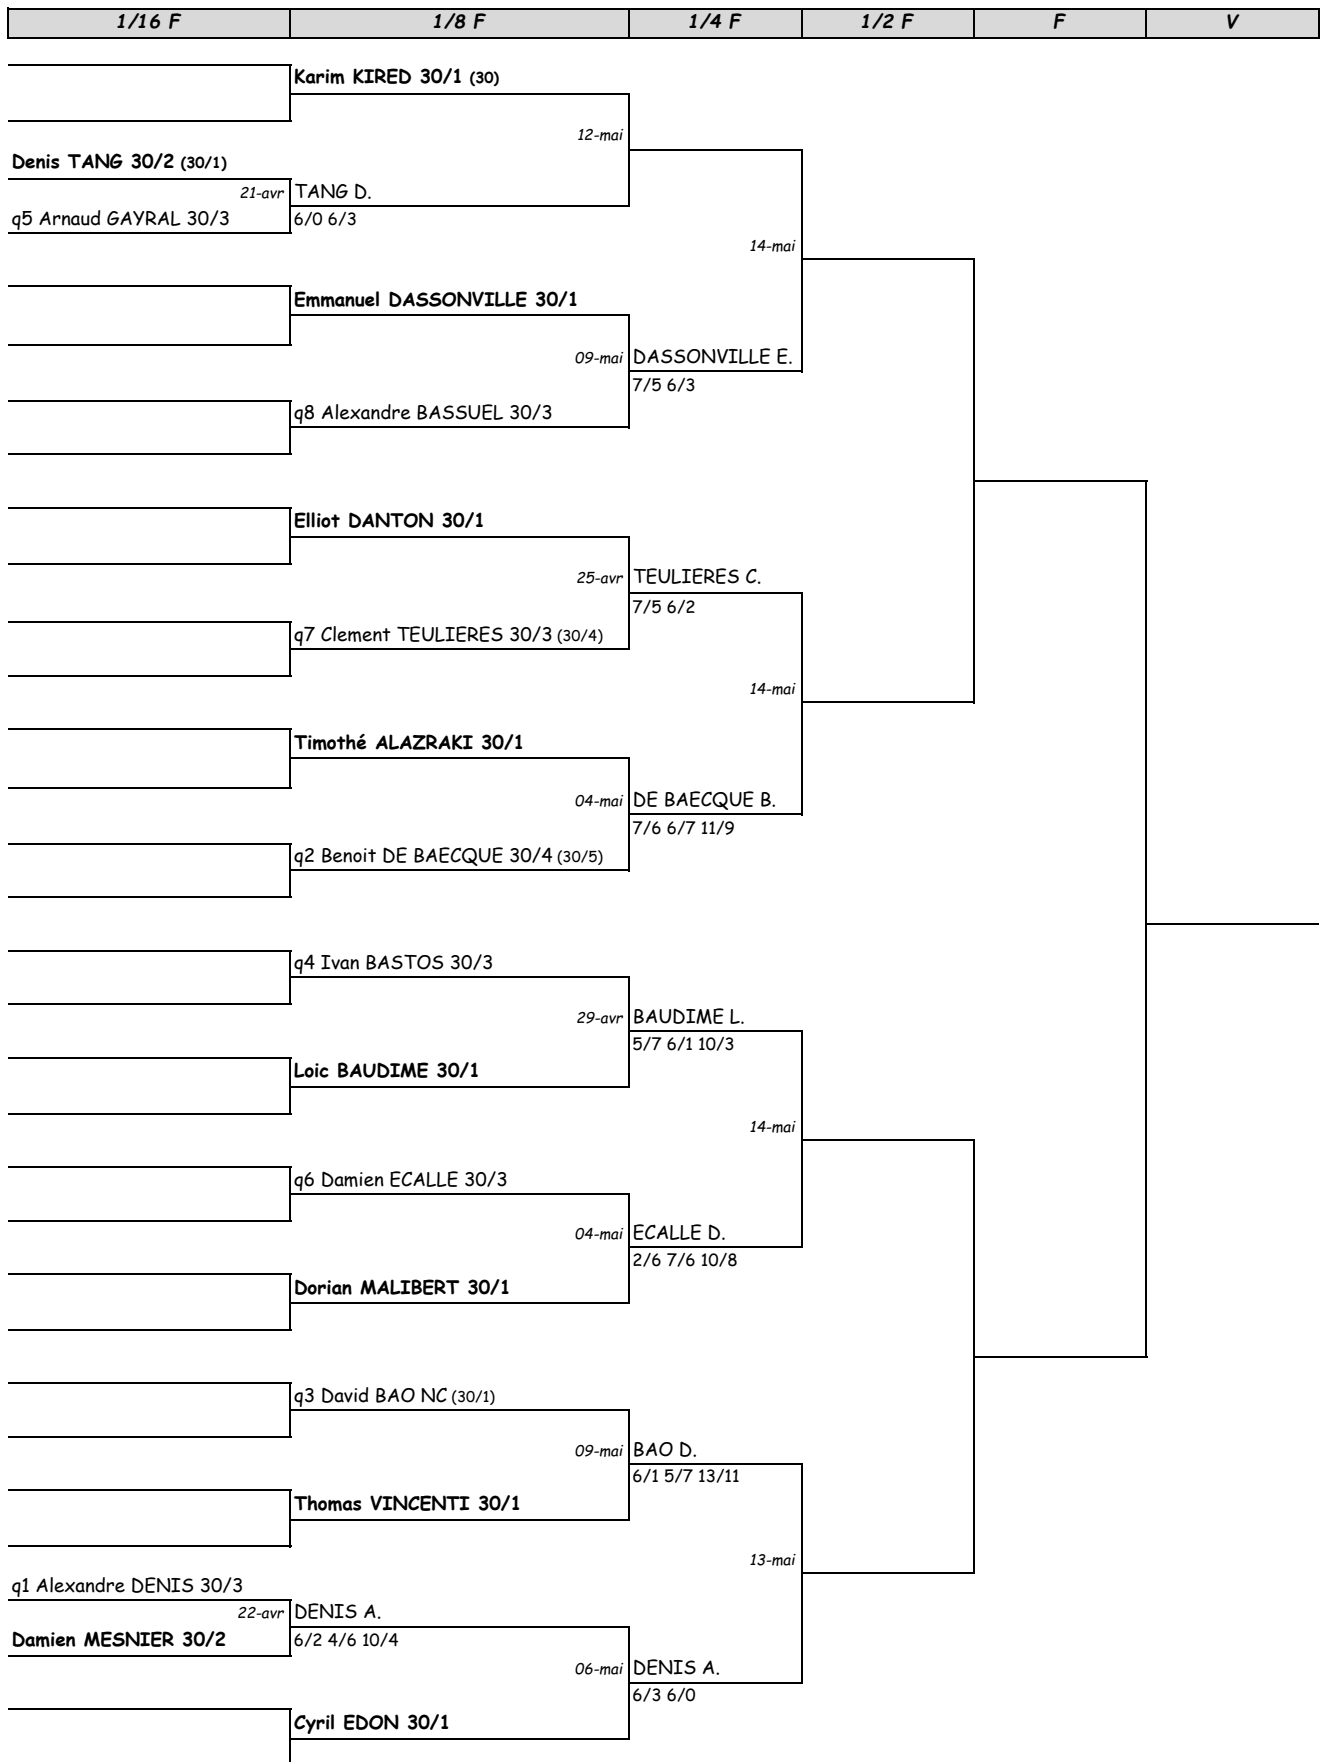 1/16 F 1/8 F 1/4 F 1/2 F F V
Karim KIRED 30/1 (30)
12-mai
Denis TANG 30/2 (30/1)
21-avr TANG D.
q5 Arnaud GAYRAL 30/3 6/0 6/3
14-mai
Emmanuel DASSONVILLE 30/1
09-mai DASSONVILLE E.
7/5 6/3
q8 Alexandre BASSUEL 30/3
Elliot DANTON 30/1
25-avr TEULIERES C.
7/5 6/2
q7 Clement TEULIERES 30/3 (30/4)
14-mai
Timothé ALAZRAKI 30/1
04-mai DE BAECQUE B.
7/6 6/7 11/9
q2 Benoit DE BAECQUE 30/4 (30/5)
q4 Ivan BASTOS 30/3
29-avr BAUDIME L.
5/7 6/1 10/3
Loic BAUDIME 30/1
14-mai
q6 Damien ECALLE 30/3
04-mai ECALLE D.
2/6 7/6 10/8
Dorian MALIBERT 30/1
q3 David BAO NC (30/1)
09-mai BAO D.
6/1 5/7 13/11
Thomas VINCENTI 30/1
13-mai
q1 Alexandre DENIS 30/3
22-avr DENIS A.
Damien MESNIER 30/2 6/2 4/6 10/4
06-mai DENIS A.
6/3 6/0
Cyril EDON 30/1